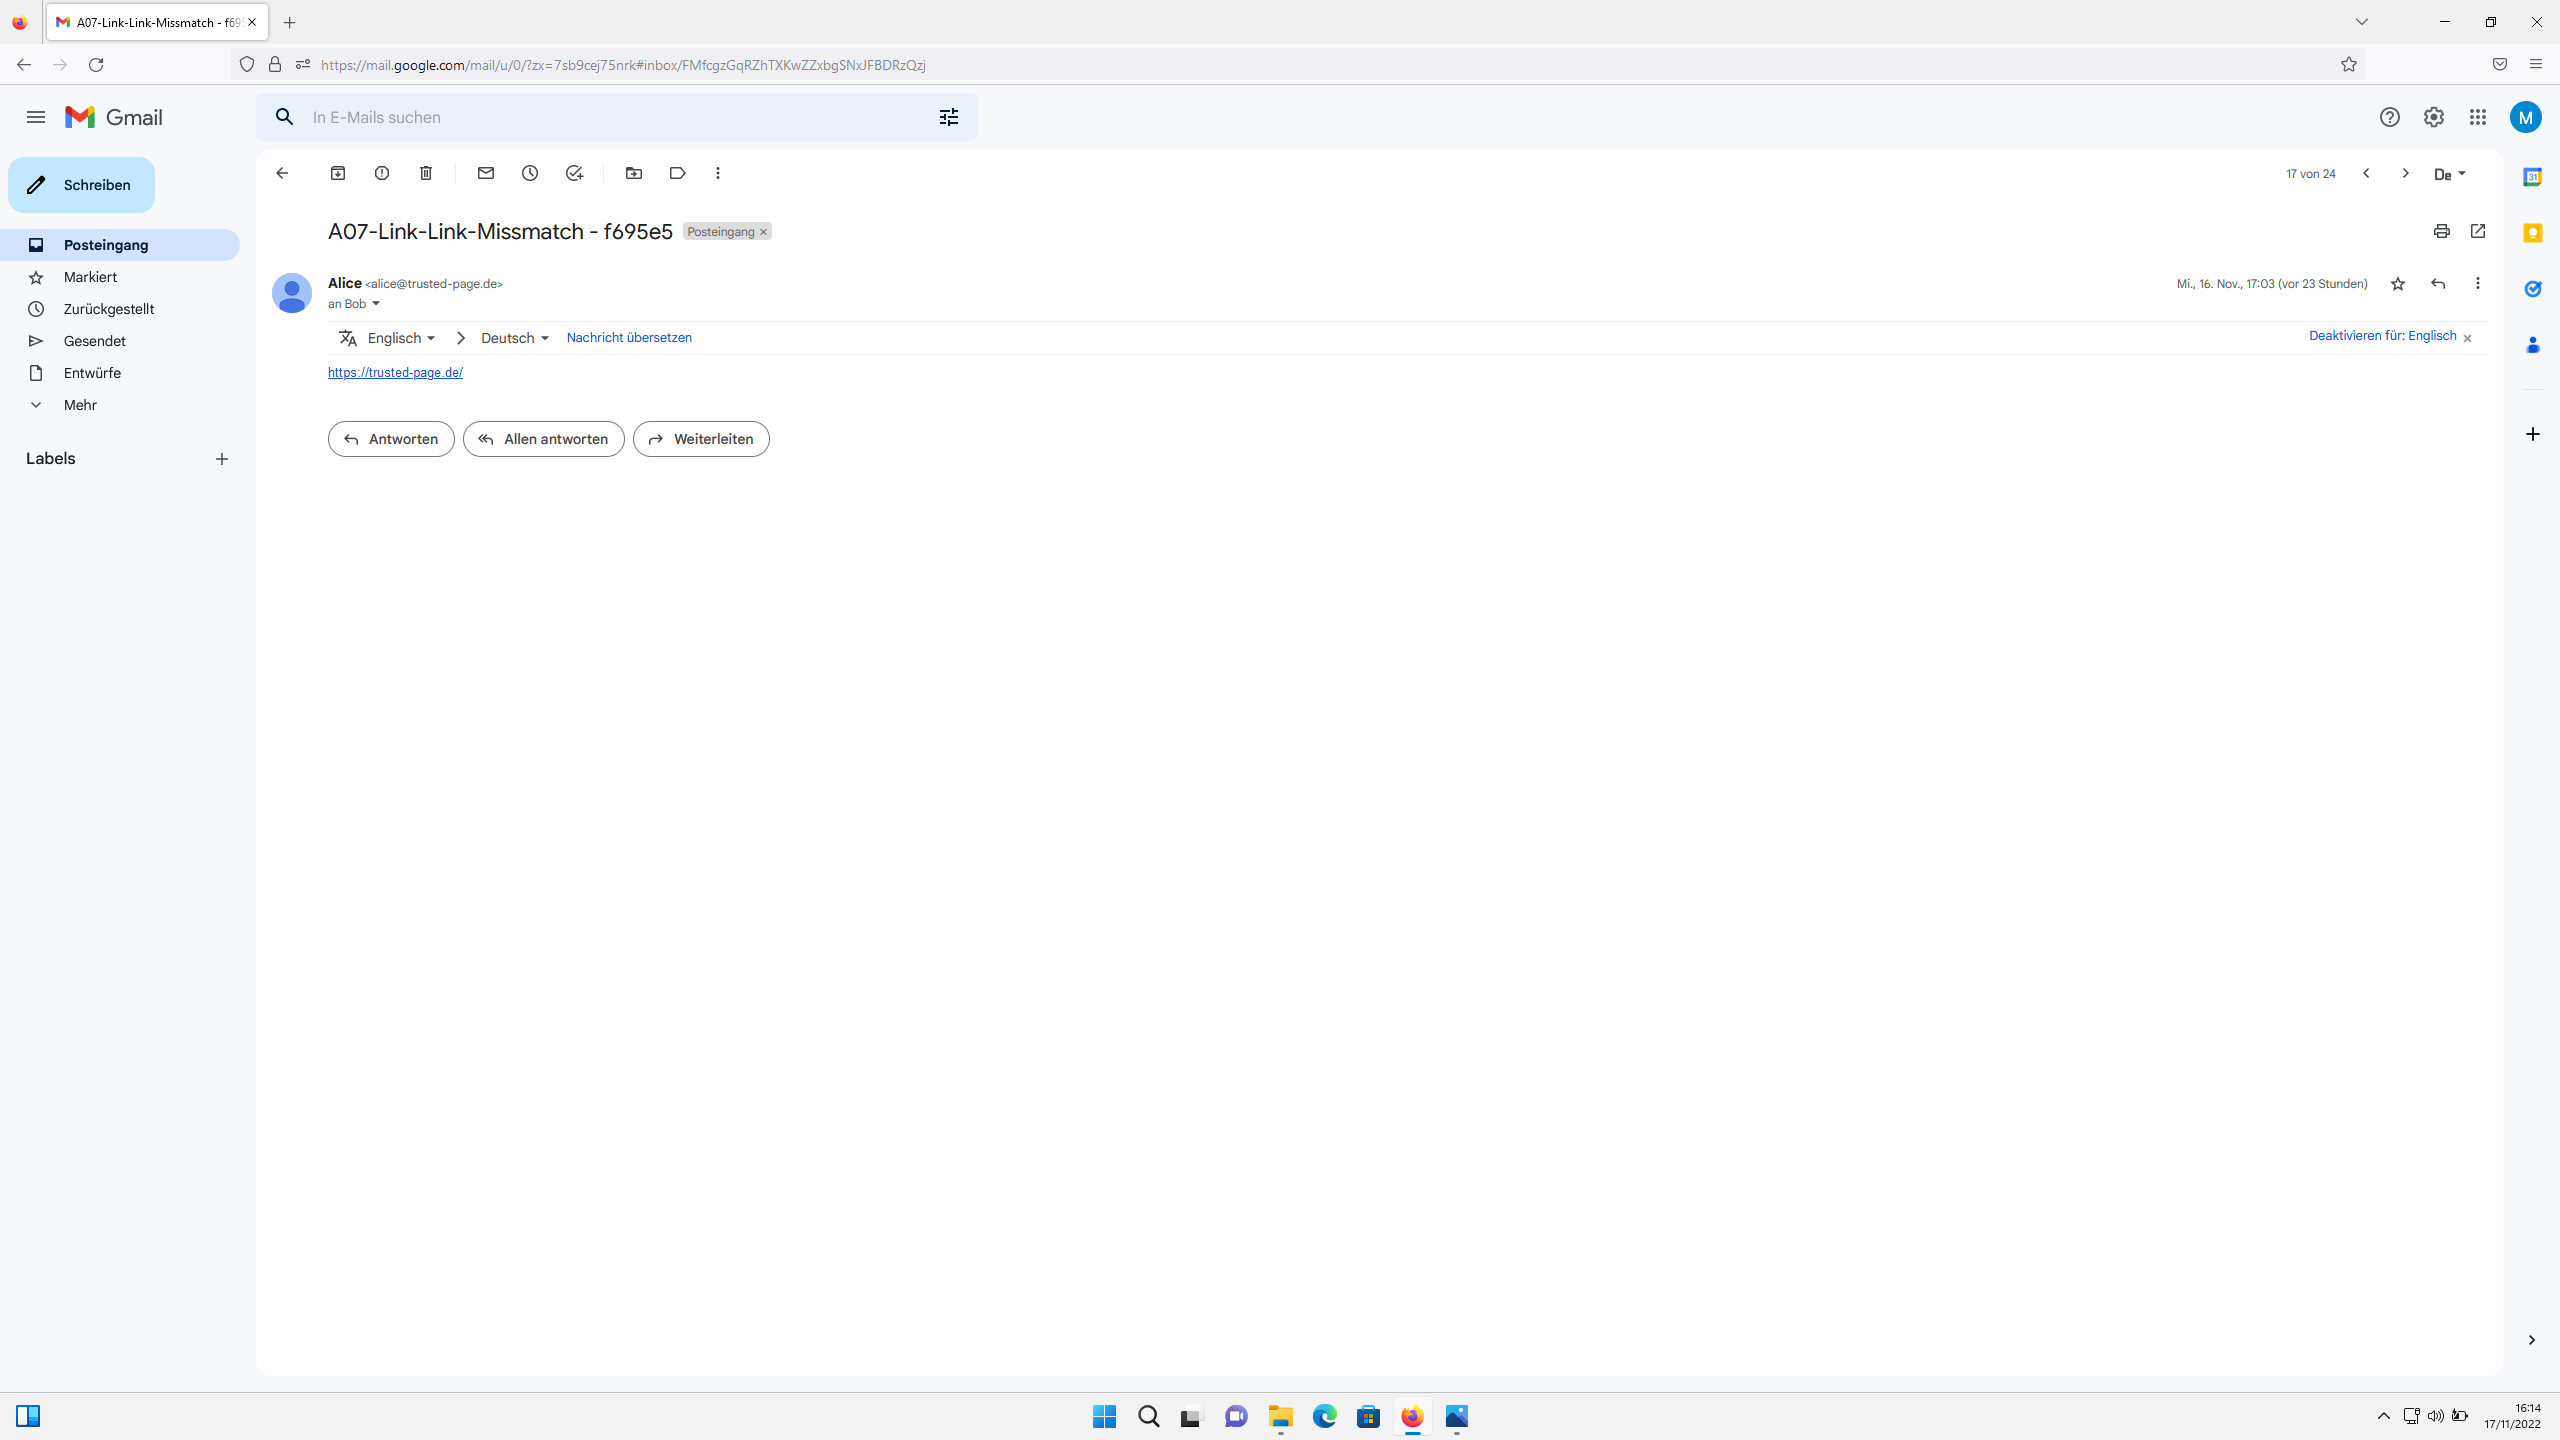 A07-Link-Link-Missmatch - f695
https://mail.google.com/mail/u/0/?zx=7sb9cej75nrk#inbox/FMfcgzGqRZhTXKwZZxbgSNxJFBDRzQzj
Gmail
In E-Mails suchen
M
Schreiben
17 von 24
De
31
A07-Link-Link-Missmatch - f695e5 Posteingang ×
Posteingang
Markiert
Zurückgestellt
Gesendet
Entwürfe
Mehr
Labels
Alice <alice@trusted-page.de>
Mi., 16. Nov., 17:03 (vor 23 Stunden)
an Bob
Englisch
Deutsch
Nachricht übersetzen
Deaktivieren für: Englisch ×
https://trusted-page.de/
Antworten
Allen antworten
Weiterleiten
16:14
17/11/2022